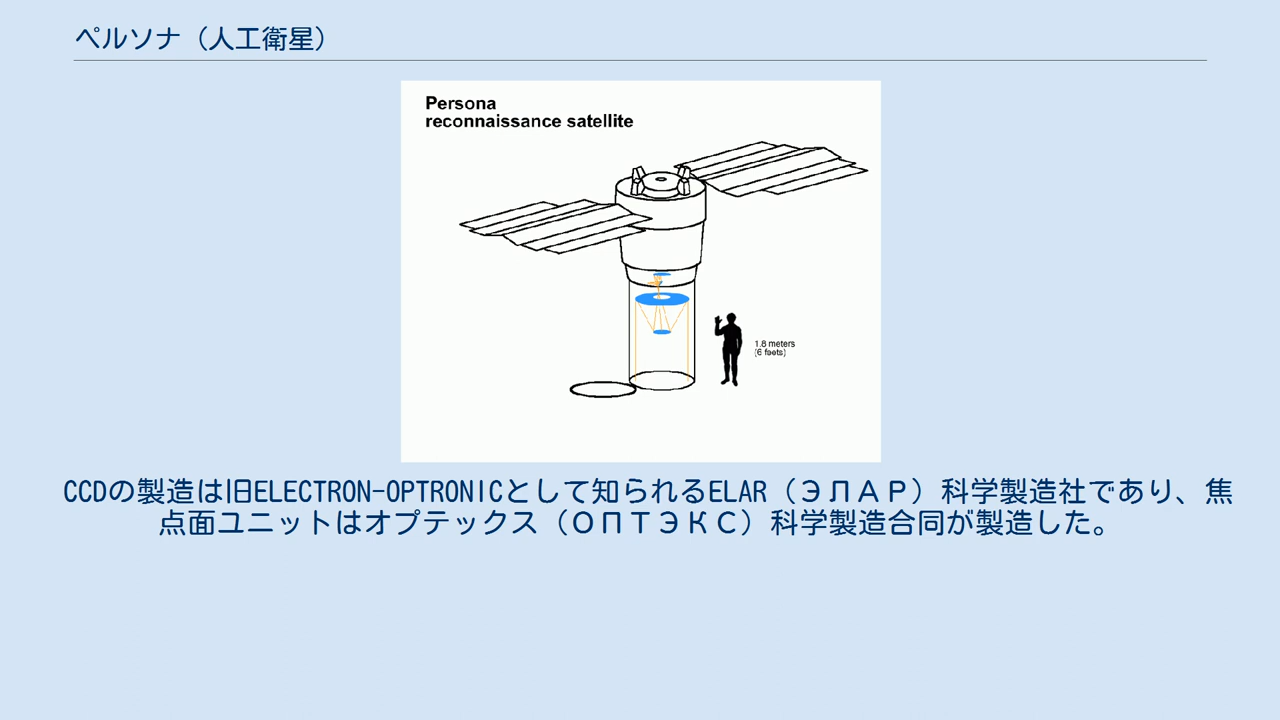 ペルソナ（人工衛星）
Persona
reconnaissance satellite
1.8 meters
(6 feets)
CCDの製造は旧ELECTRON-OPTRONICとして知られるELAR（ЭЛАР）科学製造社であり、焦
点面ユニットはオプテックス（ОПТЭКС）科学製造合同が製造した。